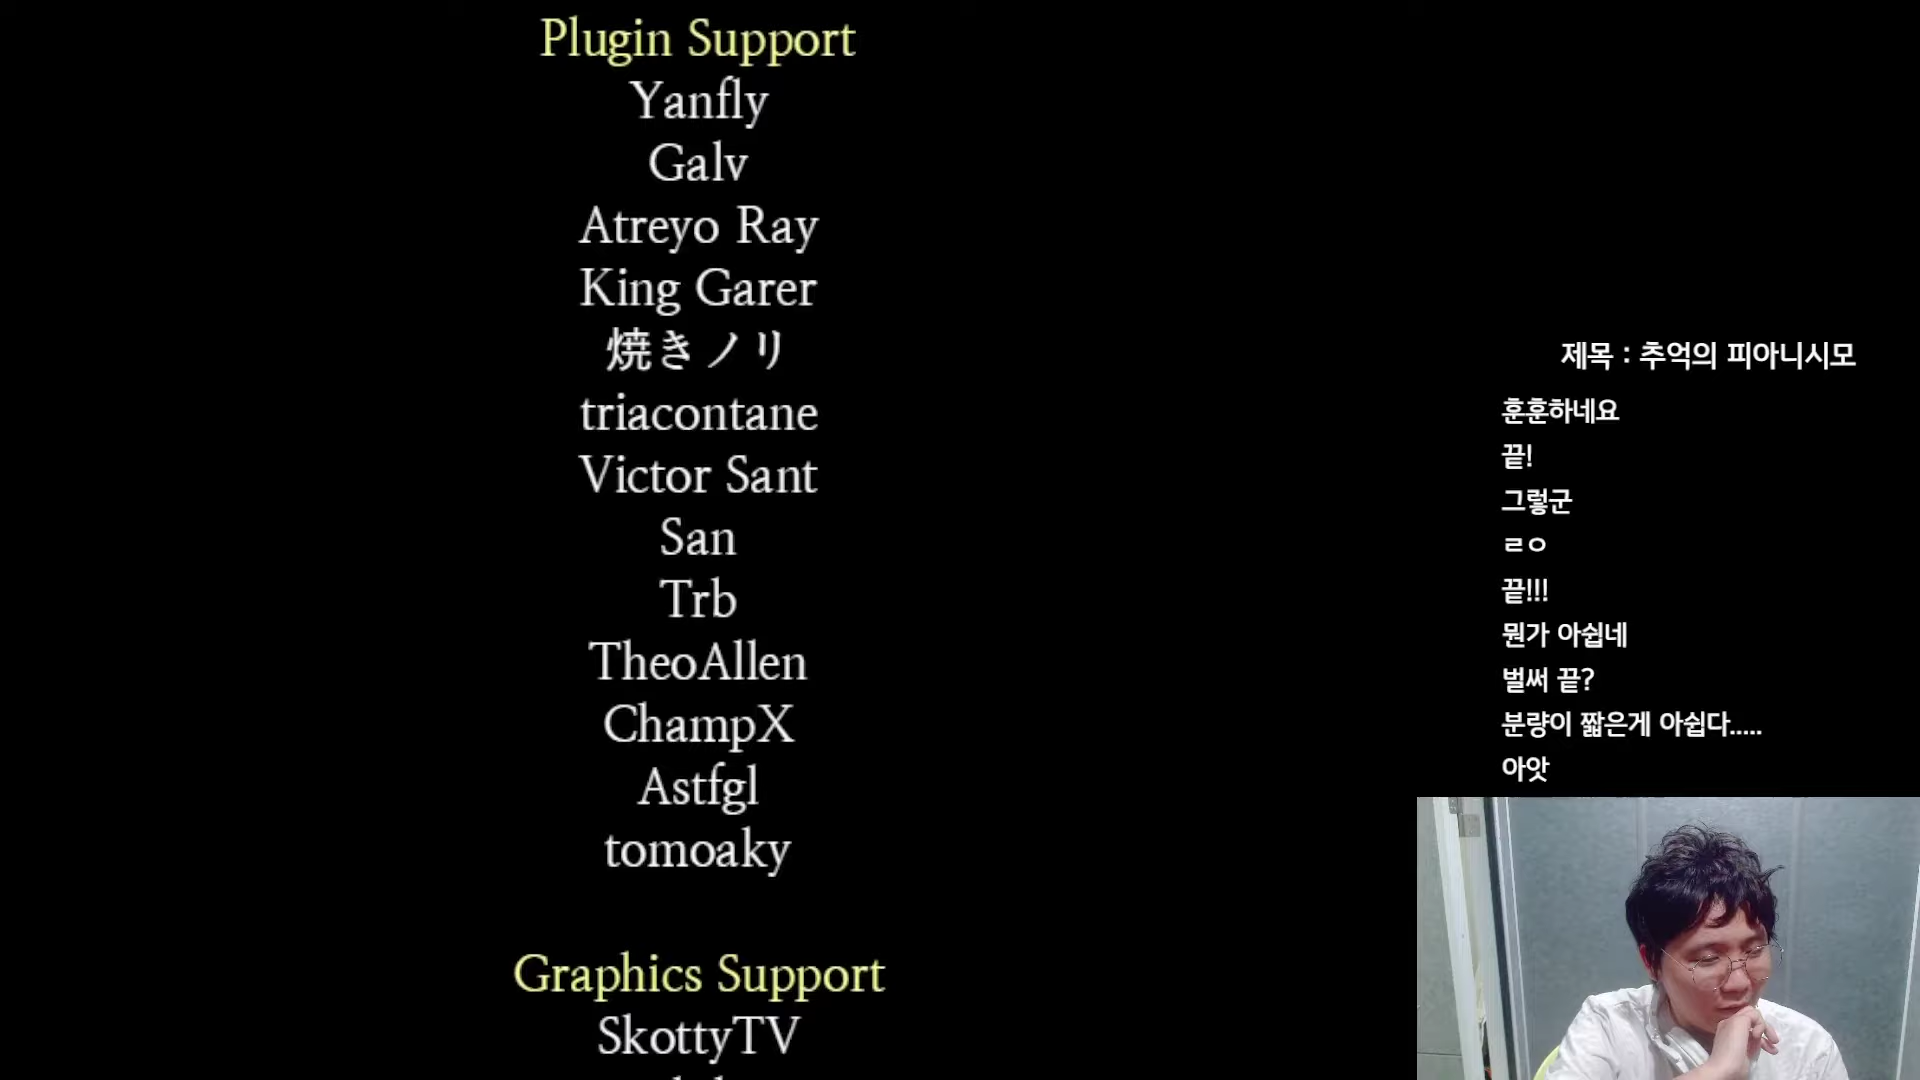 Plugin Support
Yanfly
Galv
Atreyo Ray
King Garer
焼きノリ
triacontane
Victor Sant
San
Trb
TheoAllen
ChampX
Astfgl
tomoaky
Graphics Support
SkottyTV
제목 : 추억의 피아니시모
훈훈하네요
끝!
그렇군
ㄹㅇ
끝!!!
뭔가 아쉽네
벌써 끝?
분량이 짧은게 아쉽다.....
아앗